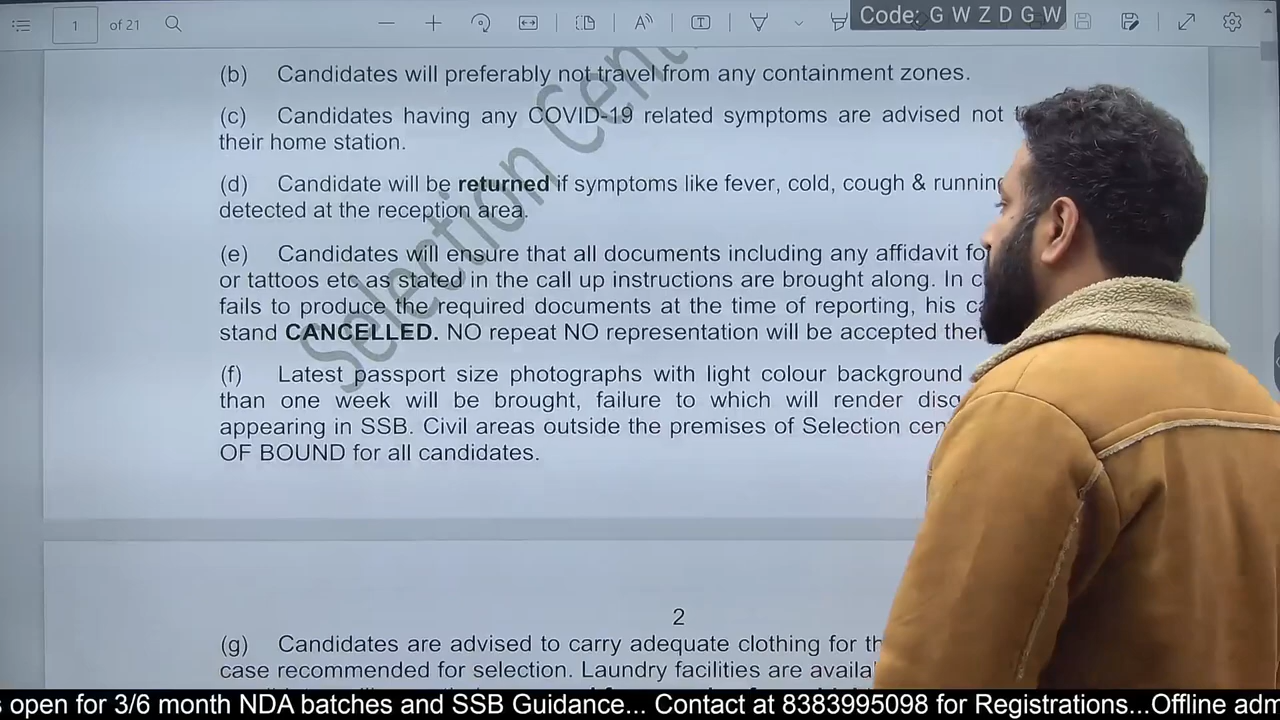 1 of 21
Code: G W Z D G W
(b) Candidates will preferably not travel from any containment zones.
(c) Candidates having any COVID-19 related symptoms are advised not
their home station.
(d) Candidate will be returned if symptoms like fever, cold, cough & running
detected at the reception area.
(e) Candidates will ensure that all documents including any affidavit
or tattoos etc as stated in the call up instructions are brought along. In
fails to produce the required documents at the time of reporting, his
stand CANCELLED. NO repeat NO representation will be accepted
(f) Latest passport size photographs with light colour background
than one week will be brought, failure to which will render
appearing in SSB. Civil areas outside the premises of Selection
OF BOUND for all candidates.
Selection
2
(g) Candidates are advised to carry adequate clothing for
case recommended for selection. Laundry facilities are
open for 3/6 month NDA batches and SSB Guidance... Contact at 8383995098 for Registrations...Offline